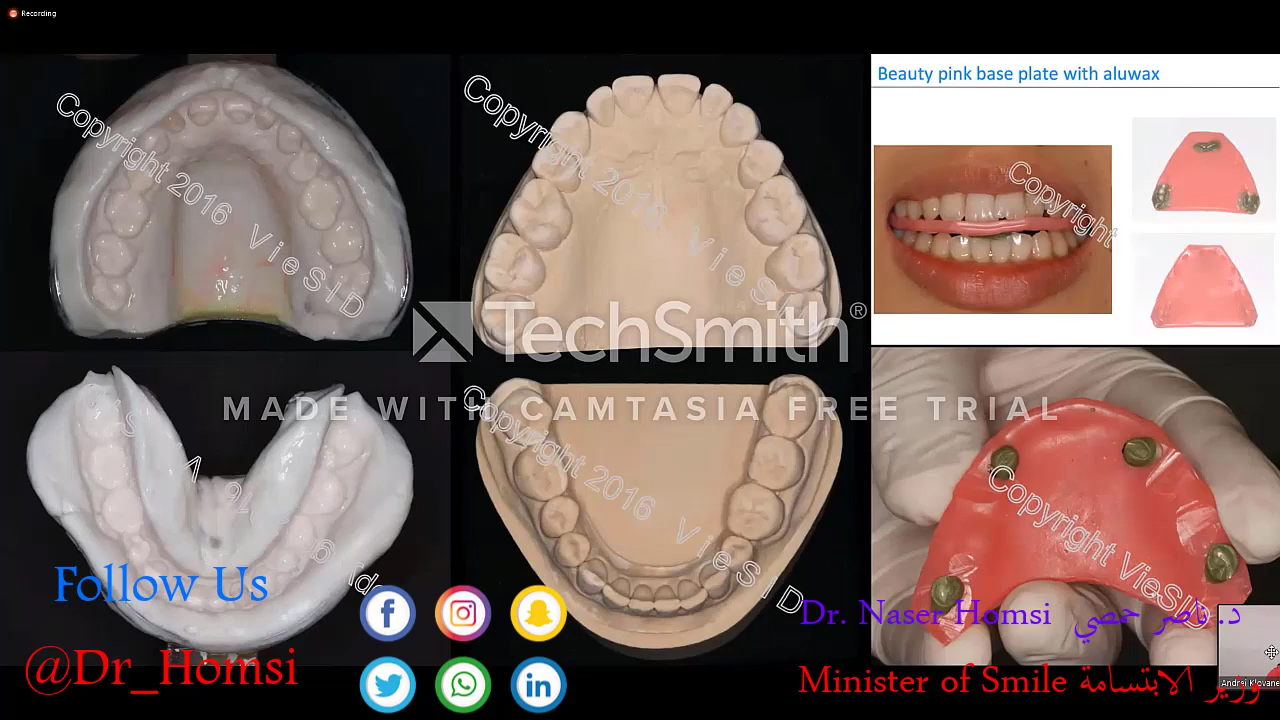 Recording
Beauty pink base plate with aluwax
Copyright 2016 VieSID
Copyright 2016 VieSID
Copyright
TechSmith®
MADE WITH CAMTASIA FREE TRIAL
Copyright 2016 VieSID
Copyright VieSID
Follow Us
@Dr_Homsi
Dr. Naser Homsi د. ناصر حمصي
Minister of Smile وزير الابتسامة